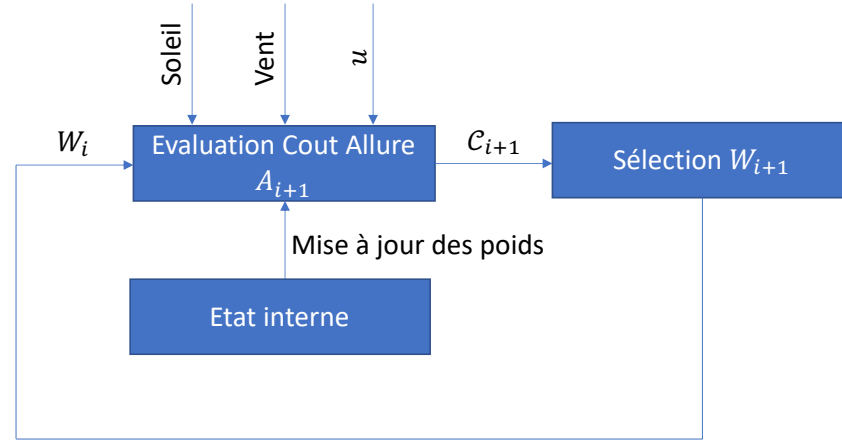 Soleil
Vent
u
W_i
Evaluation Cout Allure
A_{i+1}
C_{i+1}
Sélection W_{i+1}
Mise à jour des poids
Etat interne